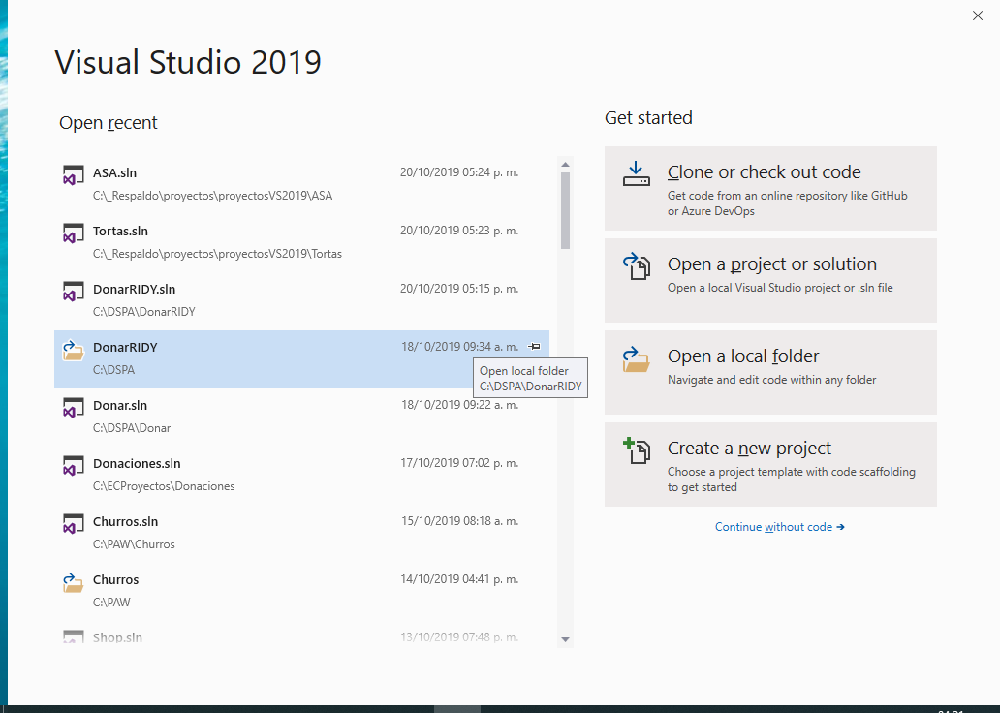 Visual Studio 2019
Open recent
ASA.sln 20/10/2019 05:24 p. m.
C:\_Respaldo\proyectos\proyectosVS2019\ASA
Tortas.sln 20/10/2019 05:23 p. m.
C:\_Respaldo\proyectos\proyectosVS2019\Tortas
DonarRIDY.sln 20/10/2019 05:15 p. m.
C:\DSPA\DonarRIDY
DonarRIDY 18/10/2019 09:34 a. m.
C:\DSPA
Open local folder
C:\DSPA\DonarRIDY
Donar.sln 18/10/2019 09:22 a. m.
C:\DSPA\Donar
Donaciones.sln 17/10/2019 07:02 p. m.
C:\ECProyectos\Donaciones
Churros.sln 15/10/2019 08:18 a. m.
C:\PAW\Churros
Churros 14/10/2019 04:41 p. m.
C:\PAW
Shop.sln 13/10/2019 07:48 p. m.
Get started
Clone or check out code
Get code from an online repository like GitHub
or Azure DevOps
Open a project or solution
Open a local Visual Studio project or .sln file
Open a local folder
Navigate and edit code within any folder
Create a new project
Choose a project template with code scaffolding
to get started
Continue without code →